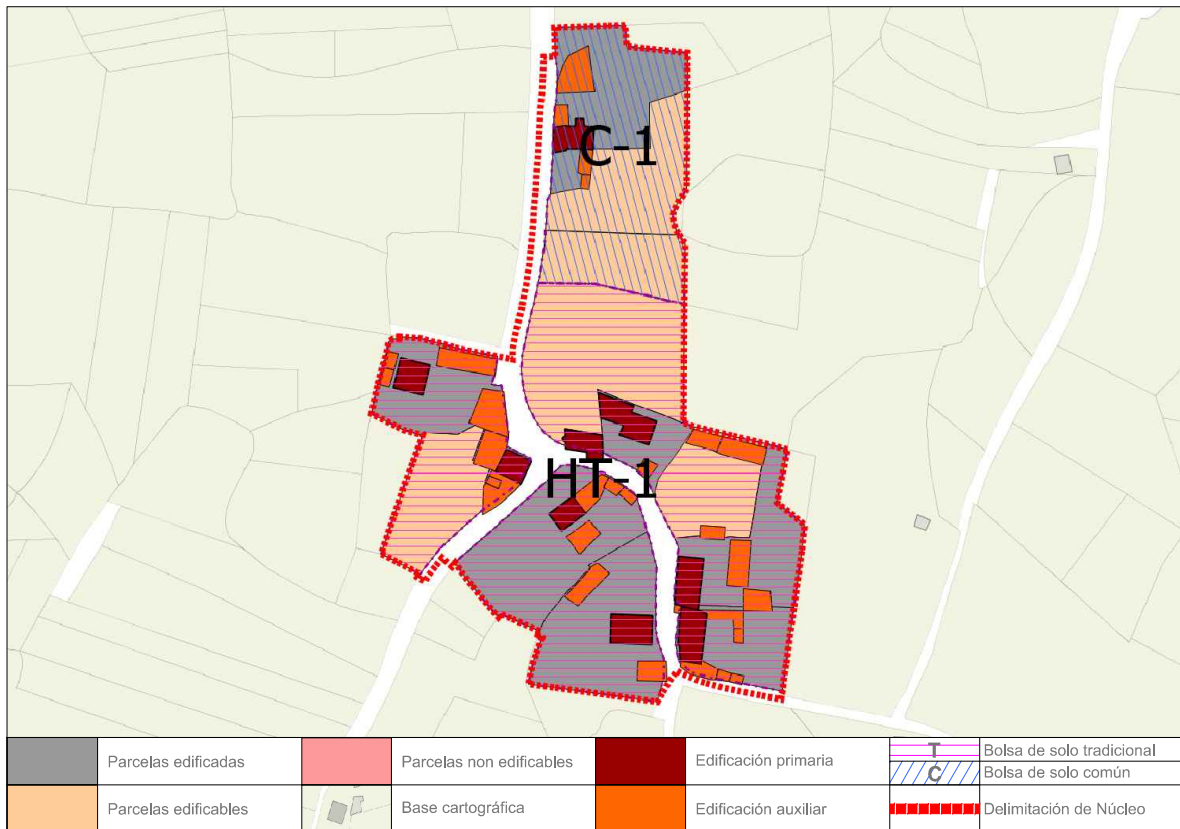 C-1
HT-1
Parcelas edificadas
Parcelas non edificables
Edificación primaria
T
Bolsa de solo tradicional
C
Bolsa de solo común
Parcelas edificables
Base cartográfica
Edificación auxiliar
Delimitación de Núcleo